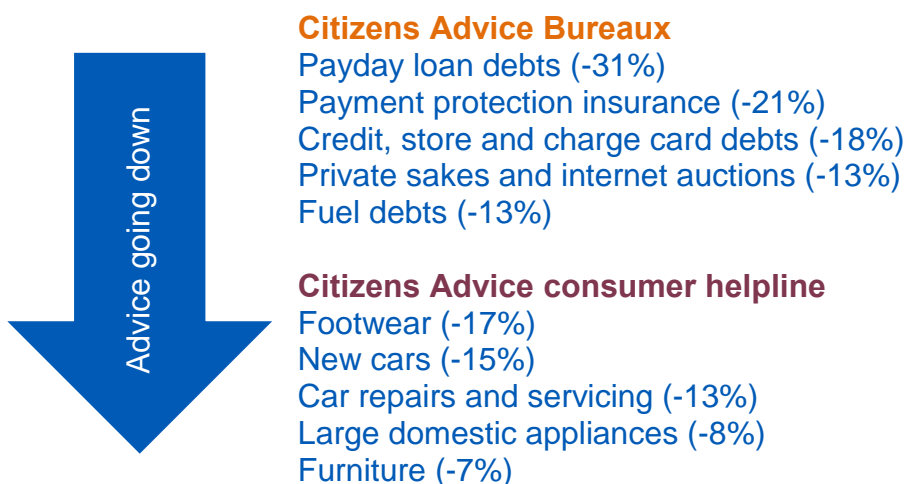 Advice going down
Citizens Advice Bureaux
Payday loan debts (-31%)
Payment protection insurance (-21%)
Credit, store and charge card debts (-18%)
Private sakes and internet auctions (-13%)
Fuel debts (-13%)
Citizens Advice consumer helpline
Footwear (-17%)
New cars (-15%)
Car repairs and servicing (-13%)
Large domestic appliances (-8%)
Furniture (-7%)